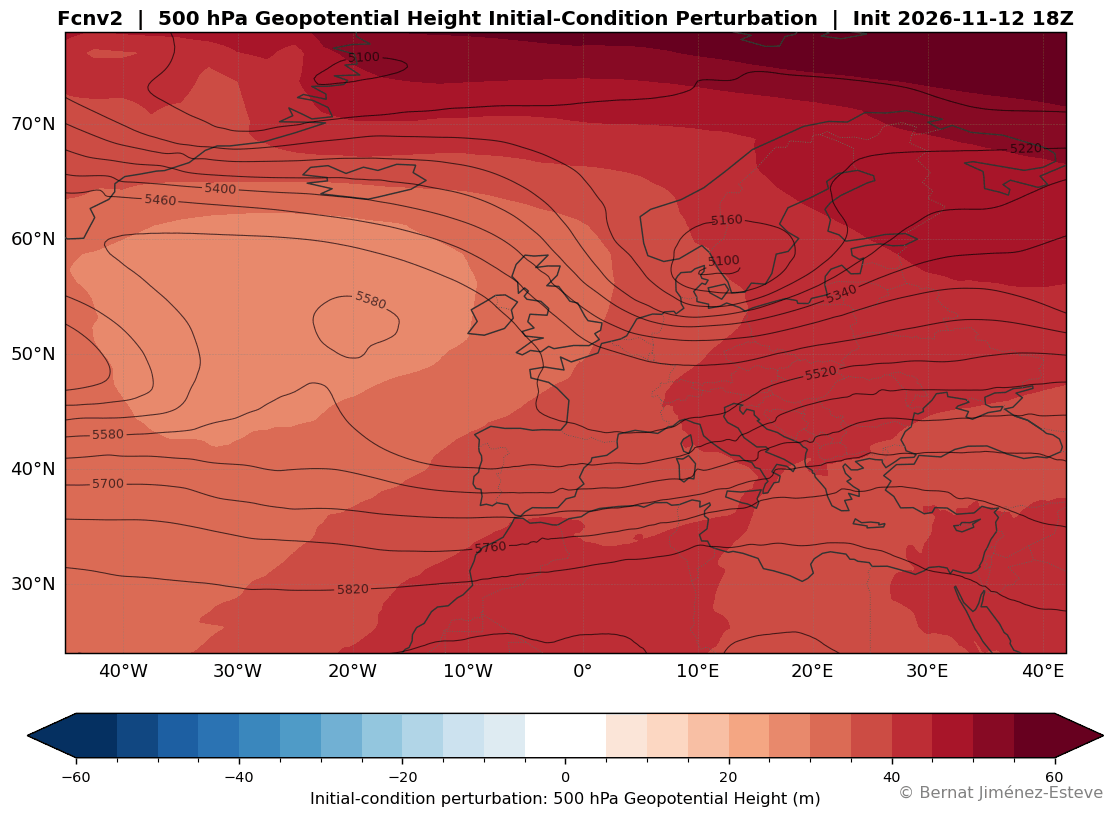 Fcnv2 | 500 hPa Geopotential Height Initial-Condition Perturbation | Init 2026-11-12 18Z
5100
70°N
5220
5400
5460
5160
60°N
5100
5580
5340
50°N
5520
5580
40°N
5700
5760
30°N
5820
40°W 30°W 20°W 10°W 0° 10°E 20°E 30°E 40°E
−60 −40 −20 0 20 40 60
Initial-condition perturbation: 500 hPa Geopotential Height (m)
© Bernat Jiménez-Esteve